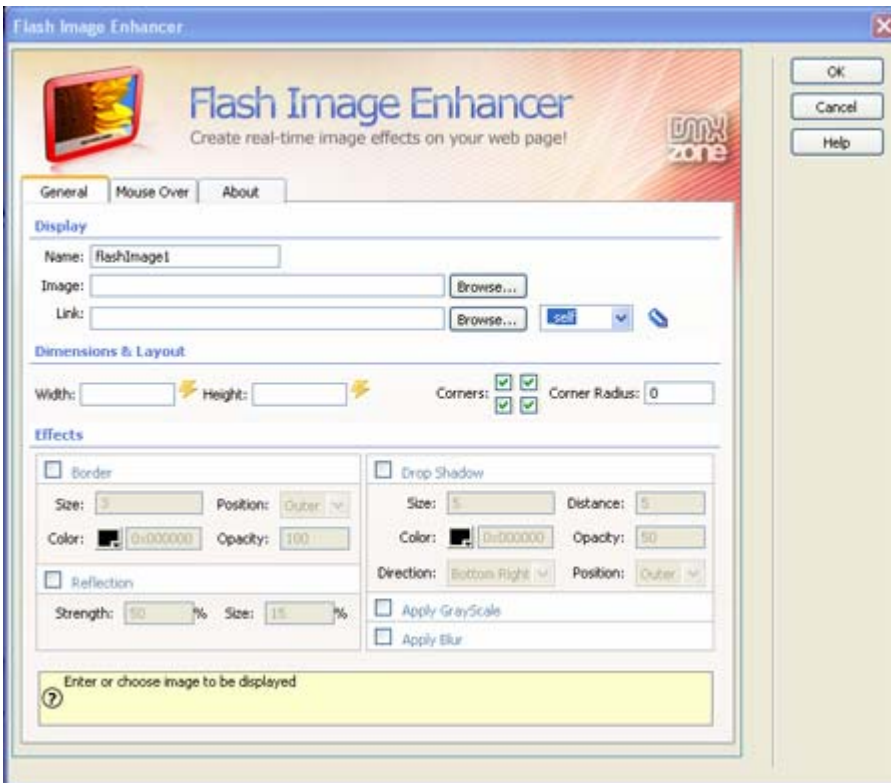 Flash Image Enhancer
OK
Cancel
Help
Flash Image Enhancer
Create real-time image effects on your web page!
DMX
zone
General Mouse Over About
Display
Name: flashImage1
Image: Browse...
Link: Browse... self
Dimensions & Layout
Width: Height: Corners: Corner Radius: 0
Effects
Border
Size: 3 Position: Outer
Color: 0x000000 Opacity: 100
Reflection
Strength: 50 % Size: 15 %
Drop Shadow
Size: 5 Distance: 5
Color: 0x000000 Opacity: 50
Direction: Bottom Right Position: Outer
Apply GrayScale
Apply Blur
Enter or choose image to be displayed